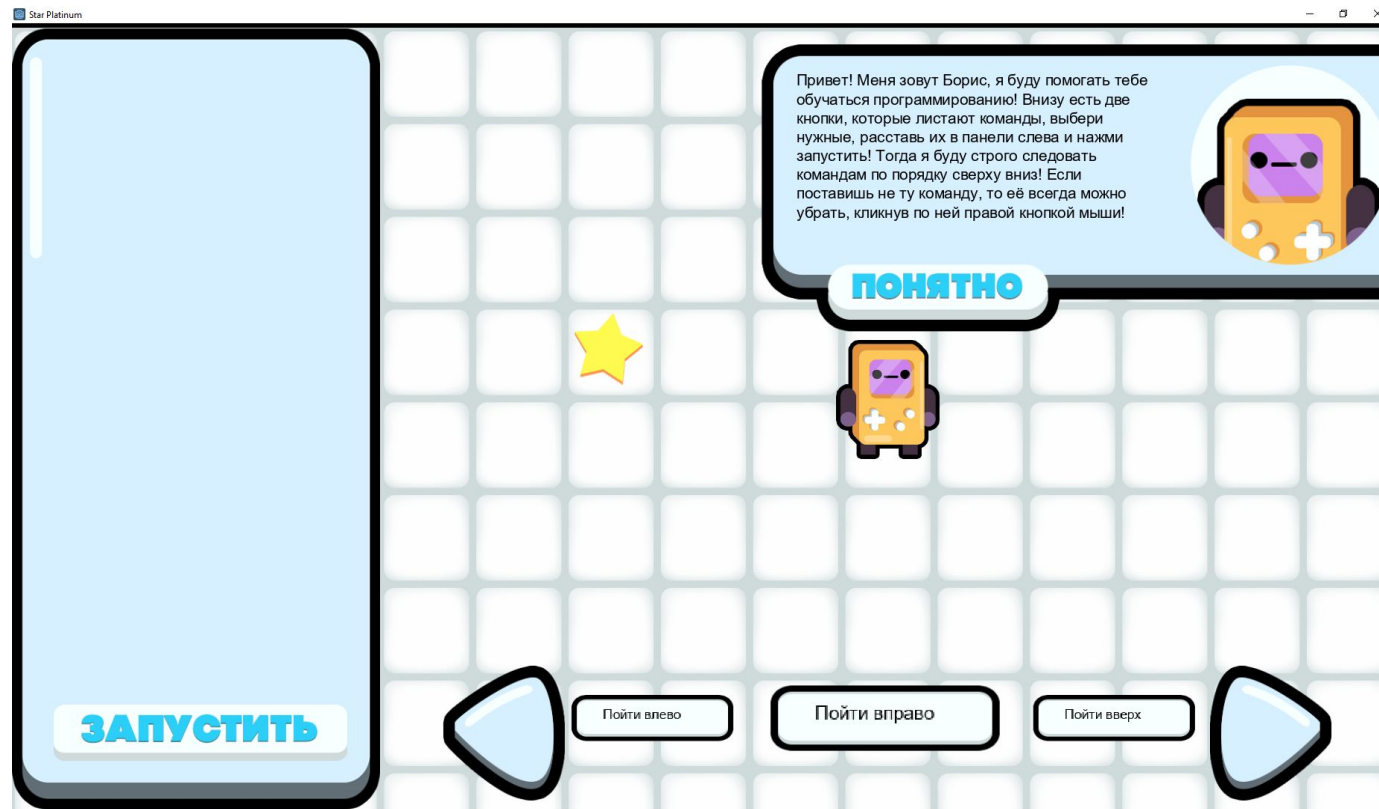 Star Platinum
Привет! Меня зовут Борис, я буду помогать тебе
обучаться программированию! Внизу есть две
кнопки, которые листают команды, выбери
нужные, расставь их в панели слева и нажми
запустить! Тогда я буду строго следовать
командам по порядку сверху вниз! Если
поставишь не ту команду, то её всегда можно
убрать, кликнув по ней правой кнопкой мыши!
ПОНЯТНО
ЗАПУСТИТЬ
Пойти влево
Пойти вправо
Пойти вверх